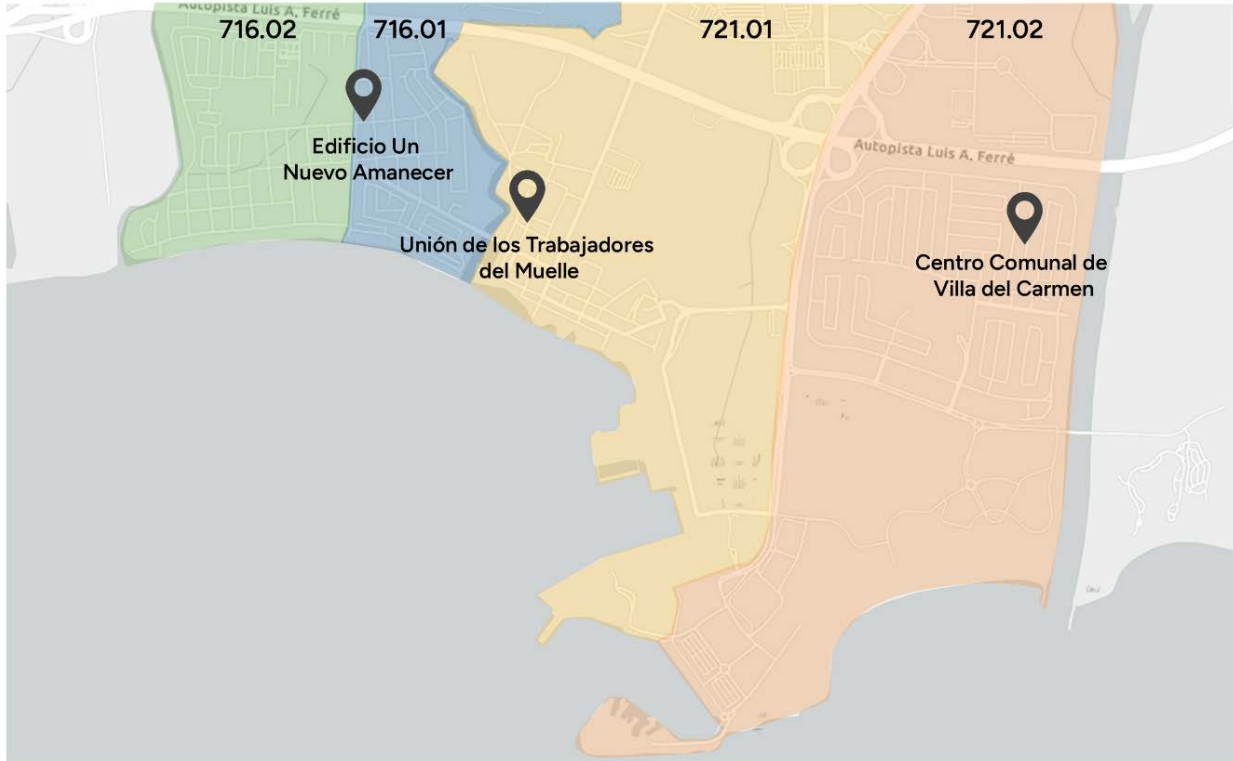 Autopista Luis A. Ferré
716.02
716.01
721.01
721.02
Edificio Un
Nuevo Amanecer
Autopista Luis A. Ferré
Unión de los Trabajadores
del Muelle
Centro Comunal de
Villa del Carmen